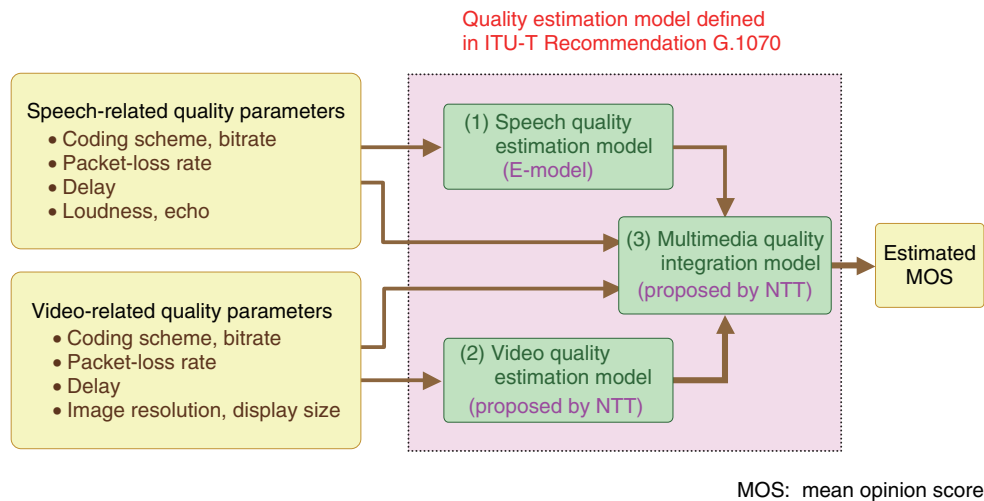 Quality estimation model defined
in ITU-T Recommendation G.1070
Speech-related quality parameters
• Coding scheme, bitrate
• Packet-loss rate
• Delay
• Loudness, echo
Video-related quality parameters
• Coding scheme, bitrate
• Packet-loss rate
• Delay
• Image resolution, display size
(1) Speech quality
estimation model
(E-model)
(3) Multimedia quality
integration model
(proposed by NTT)
(2) Video quality
estimation model
(proposed by NTT)
Estimated
MOS
MOS: mean opinion score